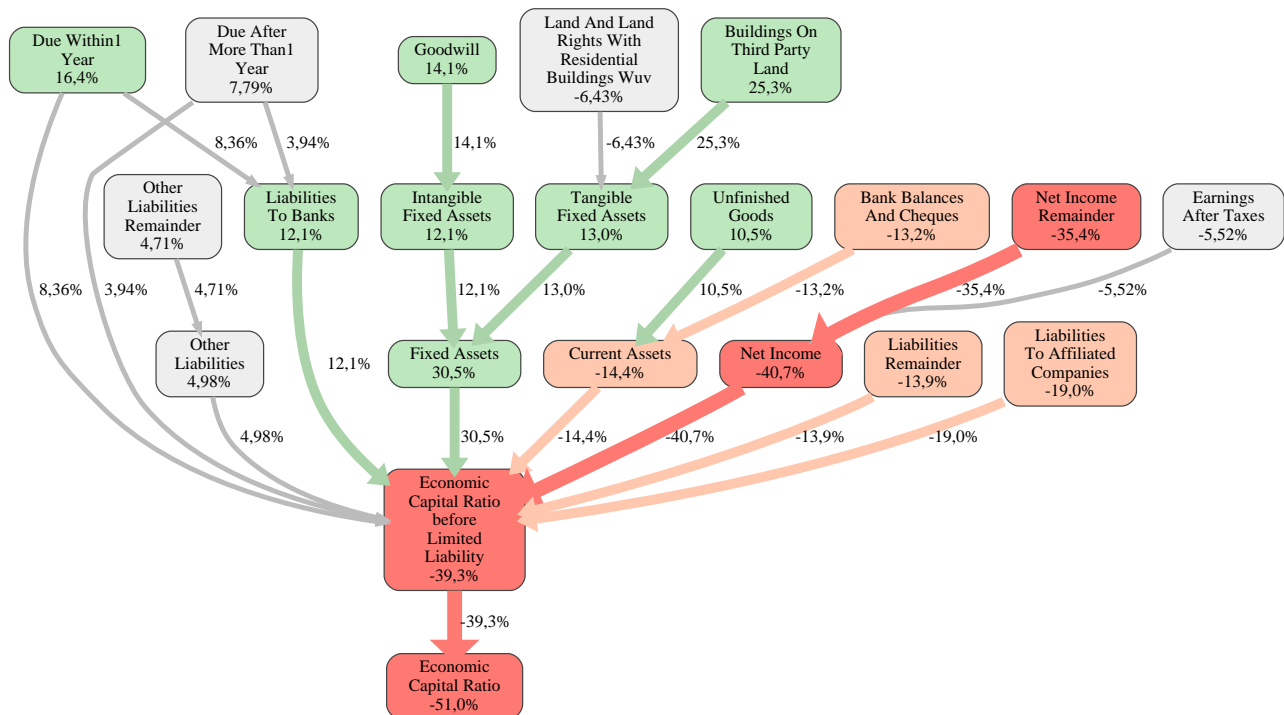 Due Within1
Year
16,4%
Due After
More Than1
Year
7,79%
Goodwill
14,1%
Land And Land
Rights With
Residential
Buildings Wuv
-6,43%
Buildings On
Third Party
Land
25,3%
8,36%
3,94%
14,1%
-6,43%
25,3%
Other
Liabilities
Remainder
4,71%
Liabilities
To Banks
12,1%
Intangible
Fixed Assets
12,1%
Tangible
Fixed Assets
13,0%
Unfinished
Goods
10,5%
Bank Balances
And Cheques
-13,2%
Net Income
Remainder
-35,4%
Earnings
After Taxes
-5,52%
8,36%
3,94%
4,71%
12,1%
13,0%
10,5%
-13,2%
-35,4%
-5,52%
Other
Liabilities
4,98%
12,1%
Fixed Assets
30,5%
Current Assets
-14,4%
Net Income
-40,7%
Liabilities
Remainder
-13,9%
Liabilities
To Affiliated
Companies
-19,0%
4,98%
30,5%
-14,4%
-40,7%
-13,9%
-19,0%
Economic
Capital Ratio
before
Limited
Liability
-39,3%
-39,3%
Economic
Capital Ratio
-51,0%